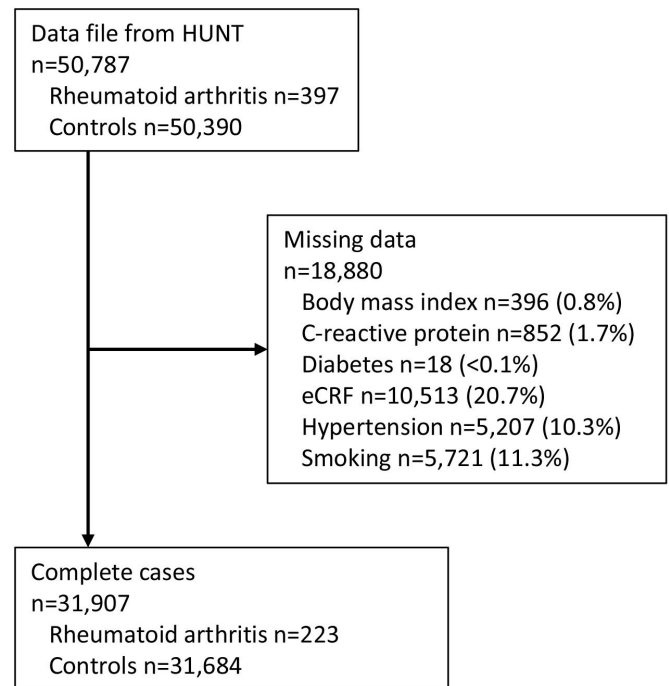 Data file from HUNT
n=50,787
Rheumatoid arthritis n=397
Controls n=50,390
Missing data
n=18,880
Body mass index n=396 (0.8%)
C-reactive protein n=852 (1.7%)
Diabetes n=18 (<0.1%)
eCRF n=10,513 (20.7%)
Hypertension n=5,207 (10.3%)
Smoking n=5,721 (11.3%)
Complete cases
n=31,907
Rheumatoid arthritis n=223
Controls n=31,684